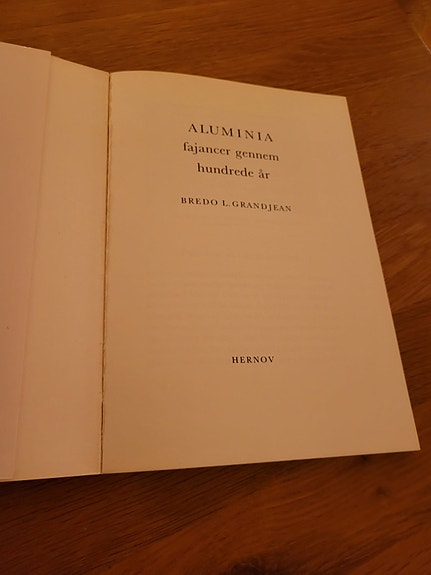 ALUMINIA
fajancer gennem
hundrede år
BREDO L. GRANDJEAN
HERNOV